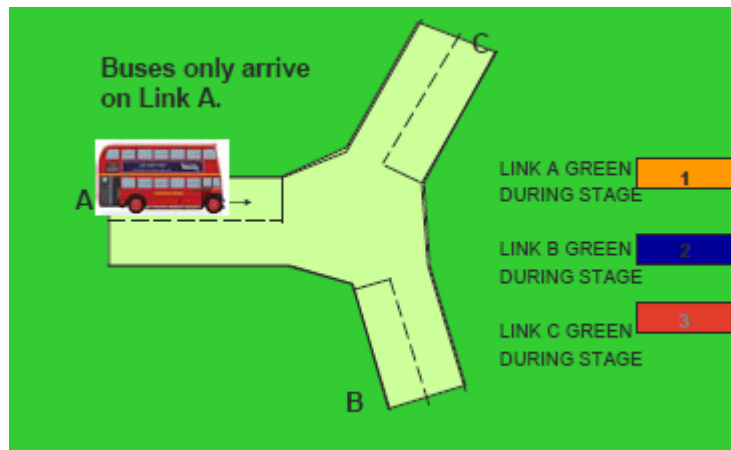 Buses only arrive
on Link A.
C
A
B
LINK A GREEN
DURING STAGE
1
LINK B GREEN
DURING STAGE
2
LINK C GREEN
DURING STAGE
3